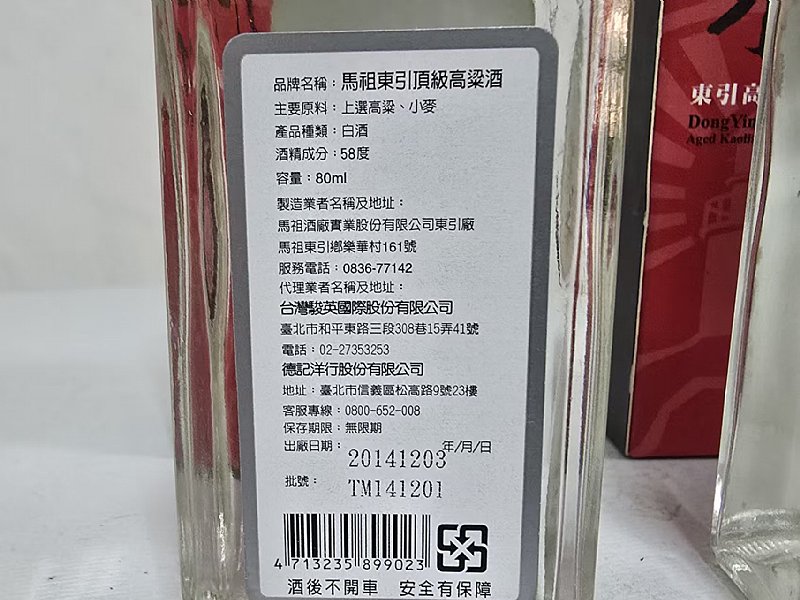 品牌名稱：馬祖東引頂級高粱酒
主要原料：上選高粱、小麥
產品種類：白酒
酒精成分：58度
容量：80ml
製造業者名稱及地址：
馬祖酒廠實業股份有限公司東引廠
馬祖東引鄉樂華村161號
服務電話：0836-77142
代理業者名稱及地址：
台灣駿英國際股份有限公司
臺北市和平東路三段308巷15弄41號
電話：02-27353253
德記洋行股份有限公司
地址：臺北市信義區松高路9號23樓
客服專線：0800-652-008
保存期限：無限期
出廠日期： 年/月/日
20141203
批號： TM141201
4 713235 899023
酒後不開車 安全有保障
東引高
DongYin
Aged Kaoli